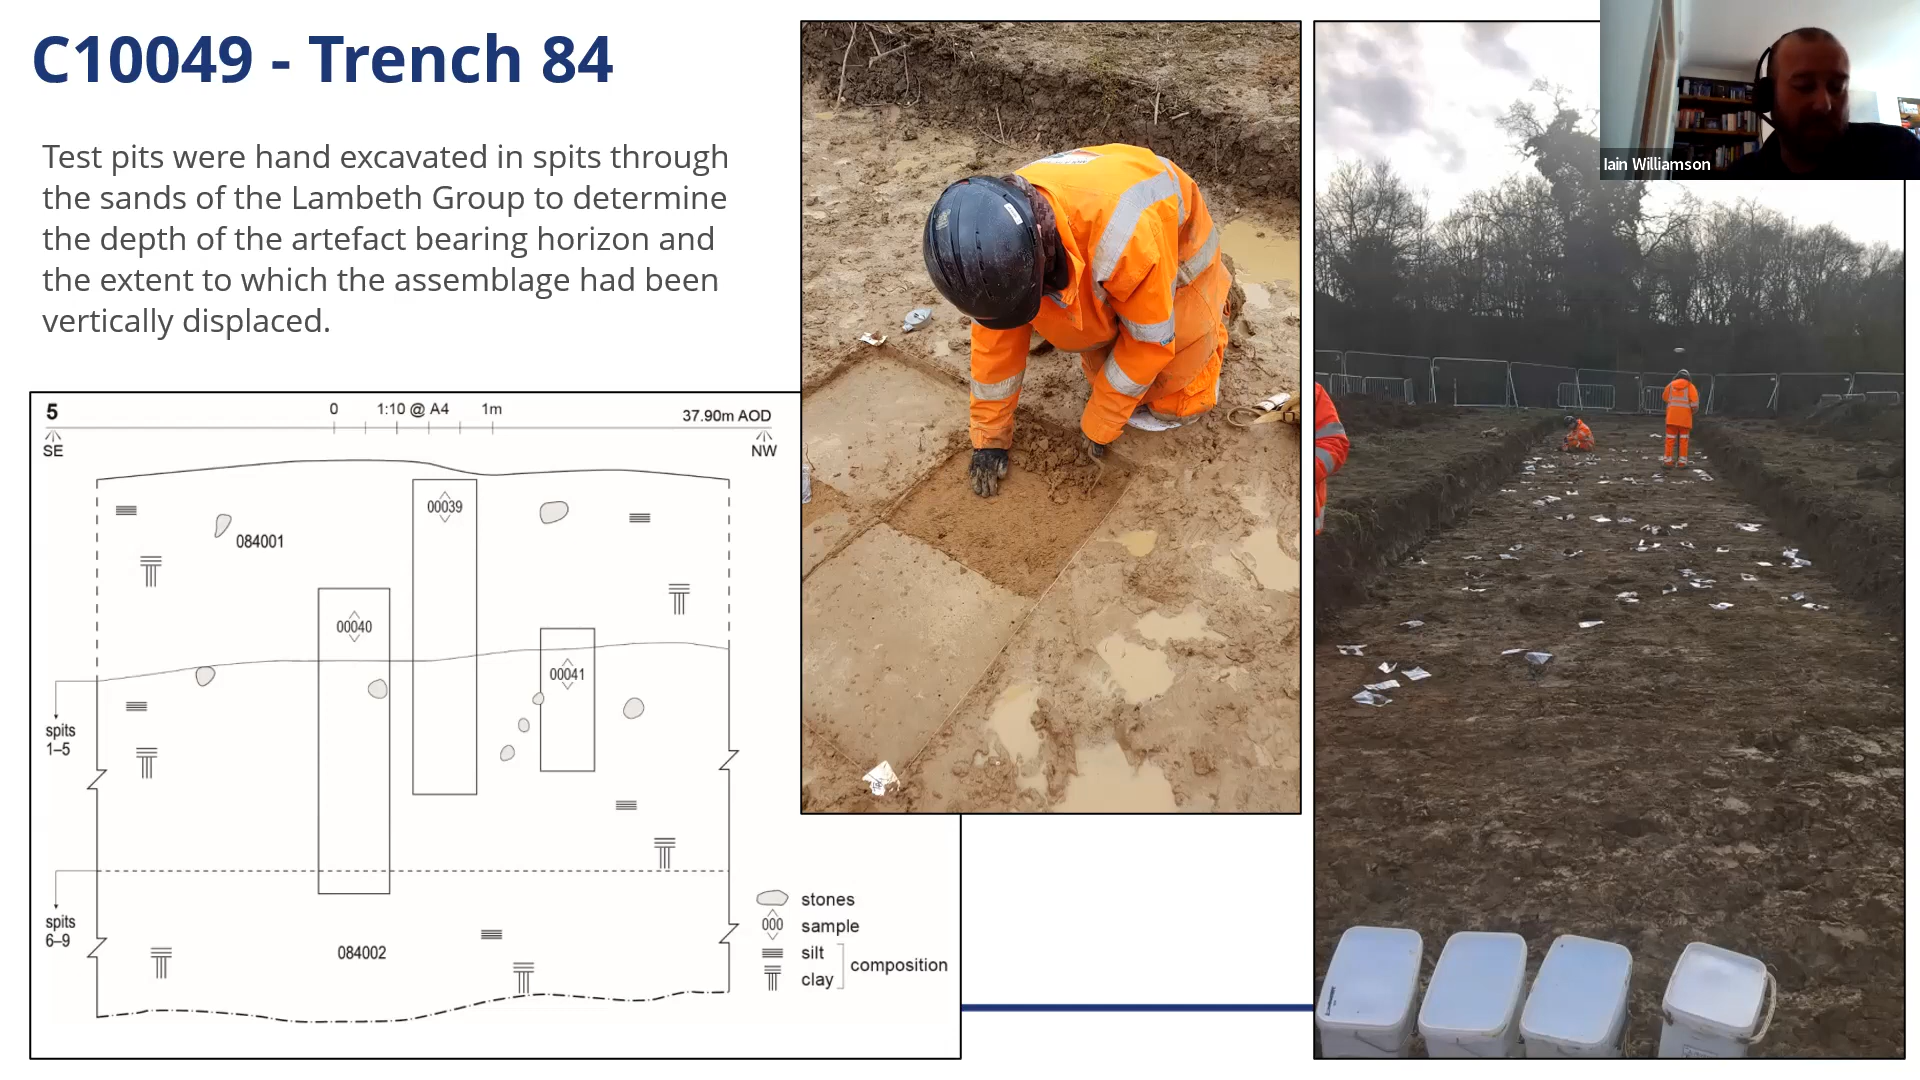 C10049 - Trench 84
Test pits were hand excavated in spits through
the sands of the Lambeth Group to determine
the depth of the artefact bearing horizon and
the extent to which the assemblage had been
vertically displaced.
Iain Williamson
5
0 1:10 @ A4 1m
37.90m AOD
SE
NW
00039
084001
00040
00041
spits
1–5
spits
6–9
084002
stones
000 sample
silt
composition
clay